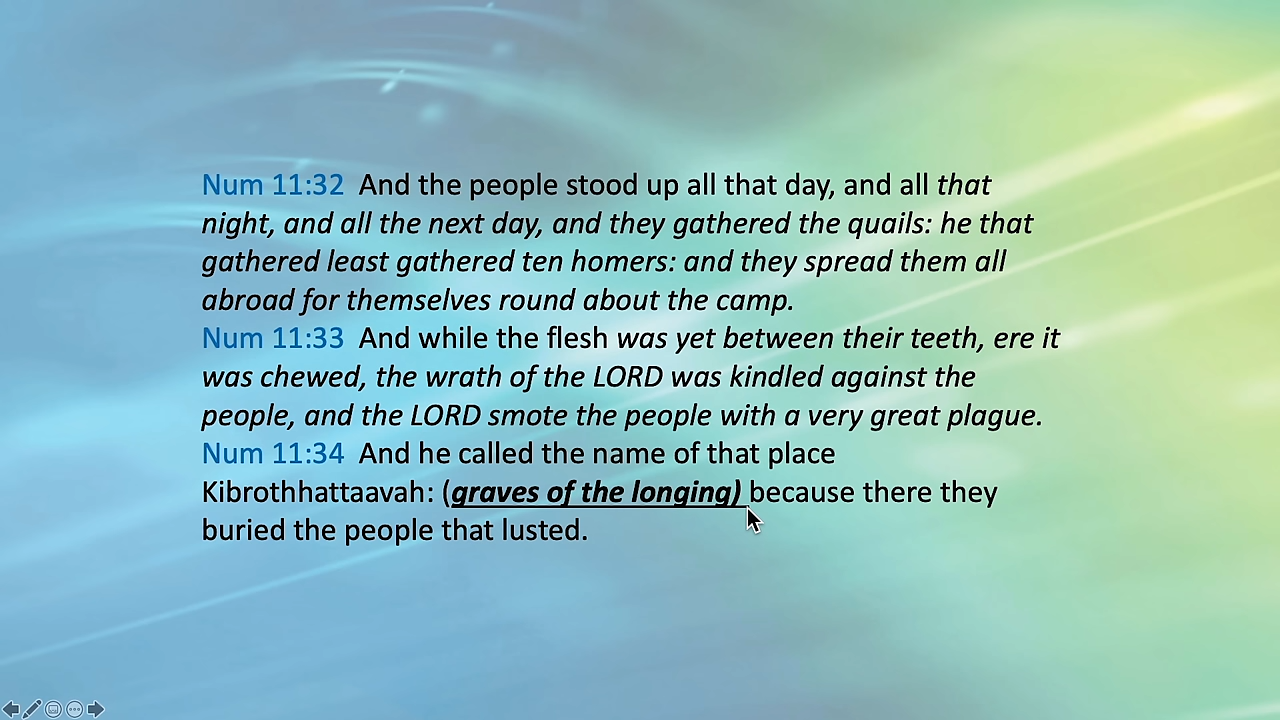 Num 11:32 And the people stood up all that day, and all that
night, and all the next day, and they gathered the quails: he that
gathered least gathered ten homers: and they spread them all
abroad for themselves round about the camp.
Num 11:33 And while the flesh was yet between their teeth, ere it
was chewed, the wrath of the LORD was kindled against the
people, and the LORD smote the people with a very great plague.
Num 11:34 And he called the name of that place
Kibrothhattaavah: (graves of the longing) because there they
buried the people that lusted.